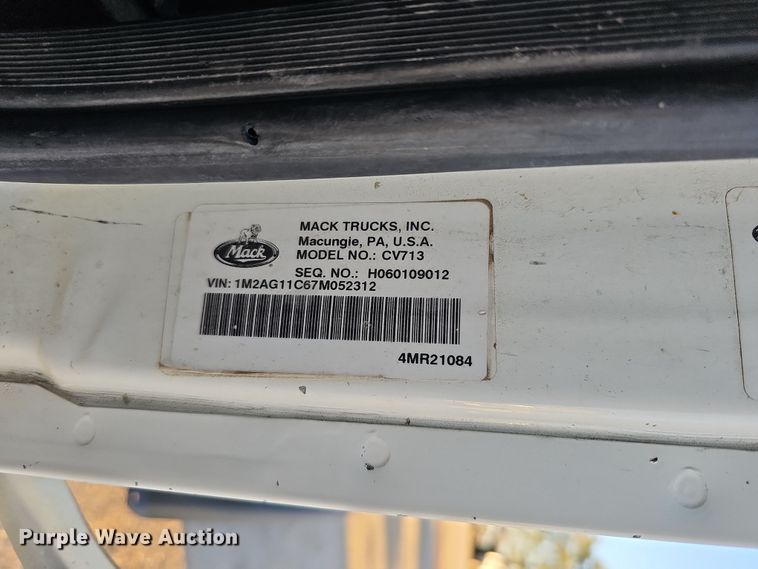 Mack
MACK TRUCKS, INC.
Macungie, PA, U.S.A.
MODEL NO.: CV713
SEQ. NO.: H060109012
VIN: 1M2AG11C67M052312
4MR21084
Purple Wave Auction